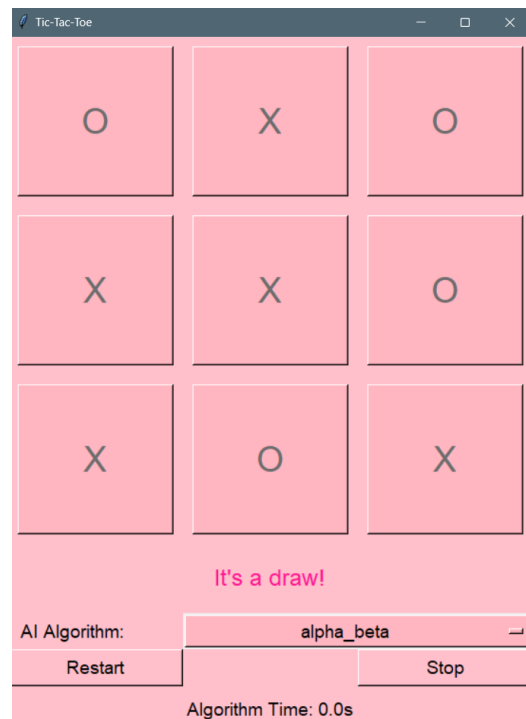 Tic-Tac-Toe
O X O
X X O
X O X
It's a draw!
AI Algorithm: alpha_beta
Restart Stop
Algorithm Time: 0.0s